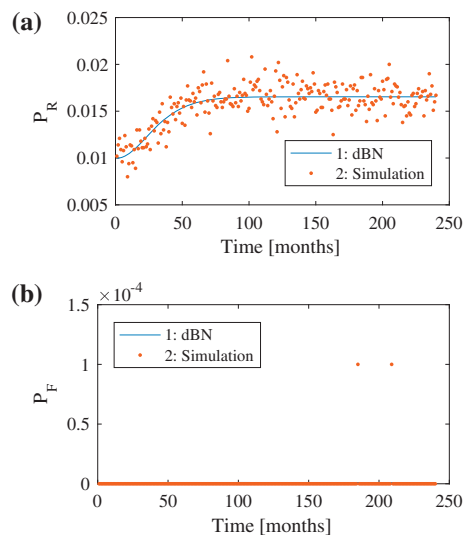 (a)
0.025
0.02
0.015
0.01
0.005
P_R
1: dBN
2: Simulation
0 50 100 150 200 250
Time [months]
(b)
×10^-4
1.5
1
0.5
0
P_F
1: dBN
2: Simulation
0 50 100 150 200 250
Time [months]